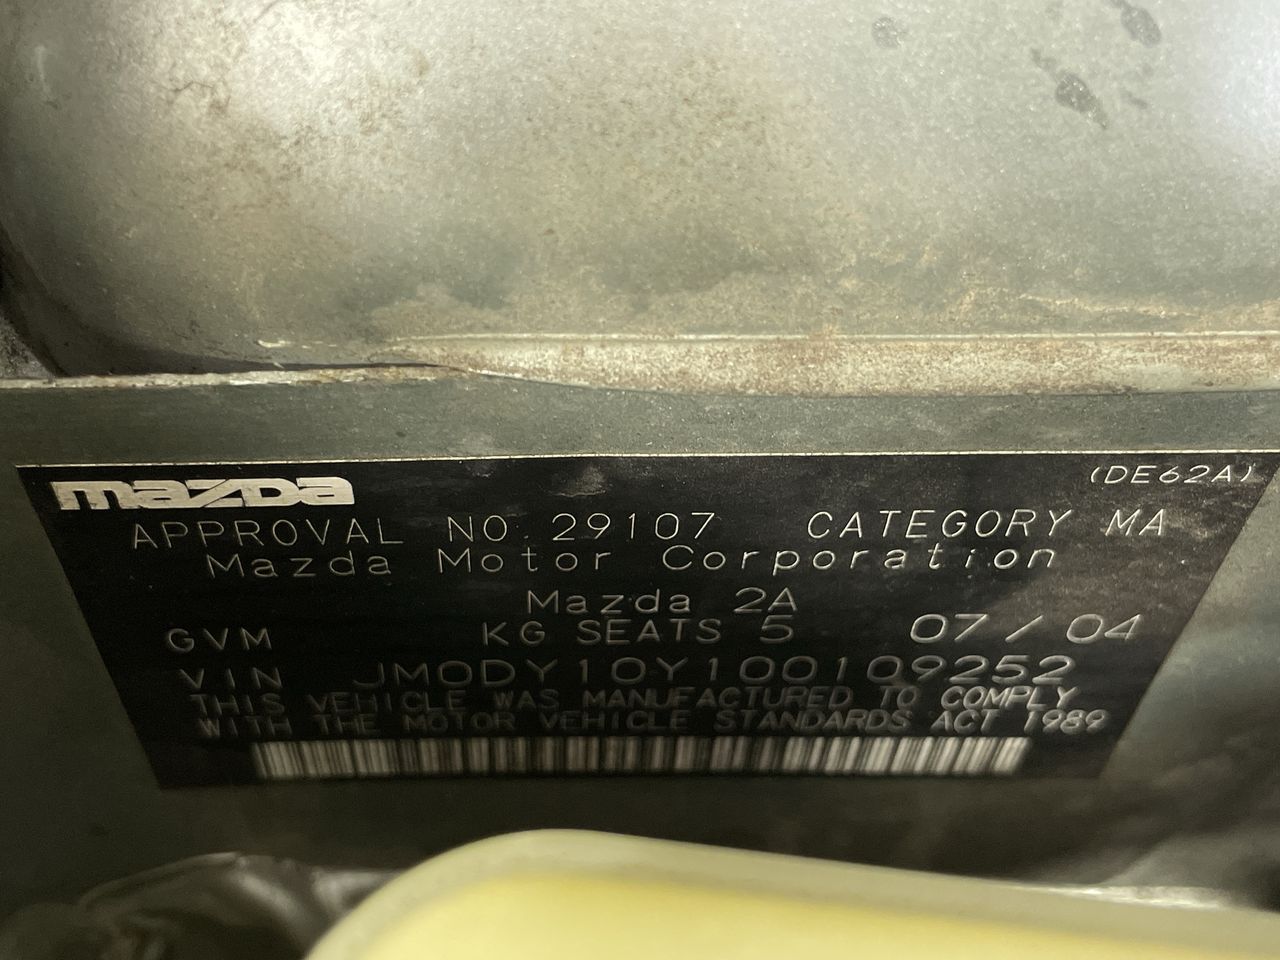 mazda
(DE62A)
APPROVAL NO. 29107 CATEGORY MA
Mazda Motor Corporation
Mazda 2A
GVM KG SEATS 5 07/04
VIN JM0DY10Y100109252
THIS VEHICLE WAS MANUFACTURED TO COMPLY
WITH THE MOTOR VEHICLE STANDARDS ACT 1989